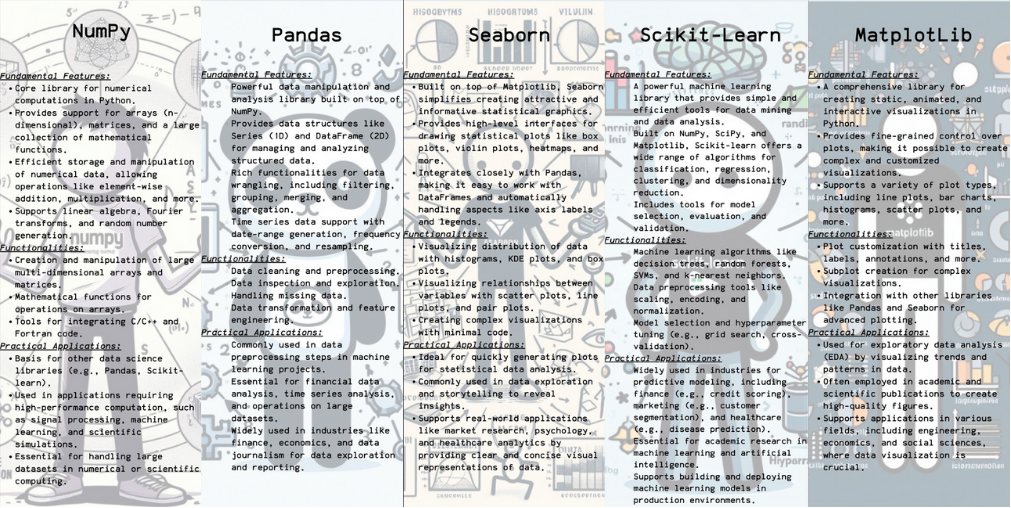 NumPy
Fundamental Features:
•Core library for numerical
computations in Python.
•Provides support for arrays (n-
dimensional), matrices, and a large
collection of mathematical
functions.
•Efficient storage and manipulation
of numerical data, allowing
operations like element-wise
addition, multiplication, and more.
•Supports linear algebra, Fourier
transforms, and random number
generation.
Functionalities:
•Creation and manipulation of large
multi-dimensional arrays and
matrices.
•Mathematical functions for
operations on arrays.
•Tools for integrating C/C++ and
Fortran code.
Practical Applications:
•Basis for other data science
libraries (e.g., Pandas, Scikit-
learn).
•Used in applications requiring
high-performance computation, such
as signal processing, machine
learning, and scientific
simulations.
•Essential for handling large
datasets in numerical or scientific
computing.
numpy
Pandas
Fundamental Features:
Powerful data manipulation and
analysis library built on top of
NumPy.
Provides data structures like
Series (1D) and DataFrame (2D)
for managing and analyzing
structured data.
Rich functionalities for data
wrangling, including filtering,
grouping, merging, and
aggregation.
Time series data support with
date-range generation, frequency
conversion, and resampling.
Functionalities:
Data cleaning and preprocessing.
Data inspection and exploration.
Handling missing data.
Data transformation and feature
engineering.
Practical Applications:
Commonly used in data
preprocessing steps in machine
learning projects.
Essential for financial data
analysis, time series analysis,
and operations on large
datasets.
Widely used in industries like
finance, economics, and data
journalism for data exploration
and reporting.
Seaborn
Fundamental Features:
•Built on top of Matplotlib, Seaborn
simplifies creating attractive and
informative statistical graphics.
•Provides high-level interfaces for
drawing statistical plots like box
plots, violin plots, heatmaps, and
more.
•Integrates closely with Pandas,
making it easy to work with
DataFrames and automatically
handling aspects like axis labels
and legends.
Functionalities:
•Visualizing distribution of data
with histograms, KDE plots, and box
plots.
•Visualizing relationships between
variables with scatter plots, line
plots, and pair plots.
•Creating complex visualizations
with minimal code.
Practical Applications:
•Ideal for quickly generating plots
for statistical data analysis.
•Commonly used in data exploration
and storytelling to reveal
insights.
•Supports real-world applications
like market research, psychology,
and healthcare analytics by
providing clear and concise visual
representations of data.
Scikit-Learn
Fundamental Features:
A powerful machine learning
library that provides simple and
efficient tools for data mining
and data analysis.
Built on NumPy, SciPy, and
Matplotlib, Scikit-learn offers a
wide range of algorithms for
classification, regression,
clustering, and dimensionality
reduction.
Includes tools for model
selection, evaluation, and
validation.
Functionalities:
Machine learning algorithms like
decision trees, random forests,
SVMs, and k-nearest neighbors.
Data preprocessing tools like
scaling, encoding, and
normalization.
Model selection and hyperparameter
tuning (e.g., grid search, cross-
validation).
Practical Applications:
Widely used in industries for
predictive modeling, including
finance (e.g., credit scoring),
marketing (e.g., customer
segmentation), and healthcare
(e.g., disease prediction).
Essential for academic research in
machine learning and artificial
intelligence.
Supports building and deploying
machine learning models in
production environments,
MatplotLib
Fundamental Features:
•A comprehensive library for
creating static, animated, and
interactive visualizations in
Python.
•Provides fine-grained control over
plots, making it possible to create
complex and customized
visualizations.
•Supports a variety of plot types,
including line plots, bar charts,
histograms, scatter plots, and
more.
Functionalities:
•Plot customization with titles,
labels, annotations, and more.
•Subplot creation for complex
visualizations.
•Integration with other libraries
like Pandas and Seaborn for
advanced plotting.
Practical Applications:
•Used for exploratory data analysis
(EDA) by visualizing trends and
patterns in data.
•Often employed in academic and
scientific publications to create
high-quality figures.
•Supports applications in various
fields, including engineering,
economics, and social sciences,
where data visualization is
crucial.